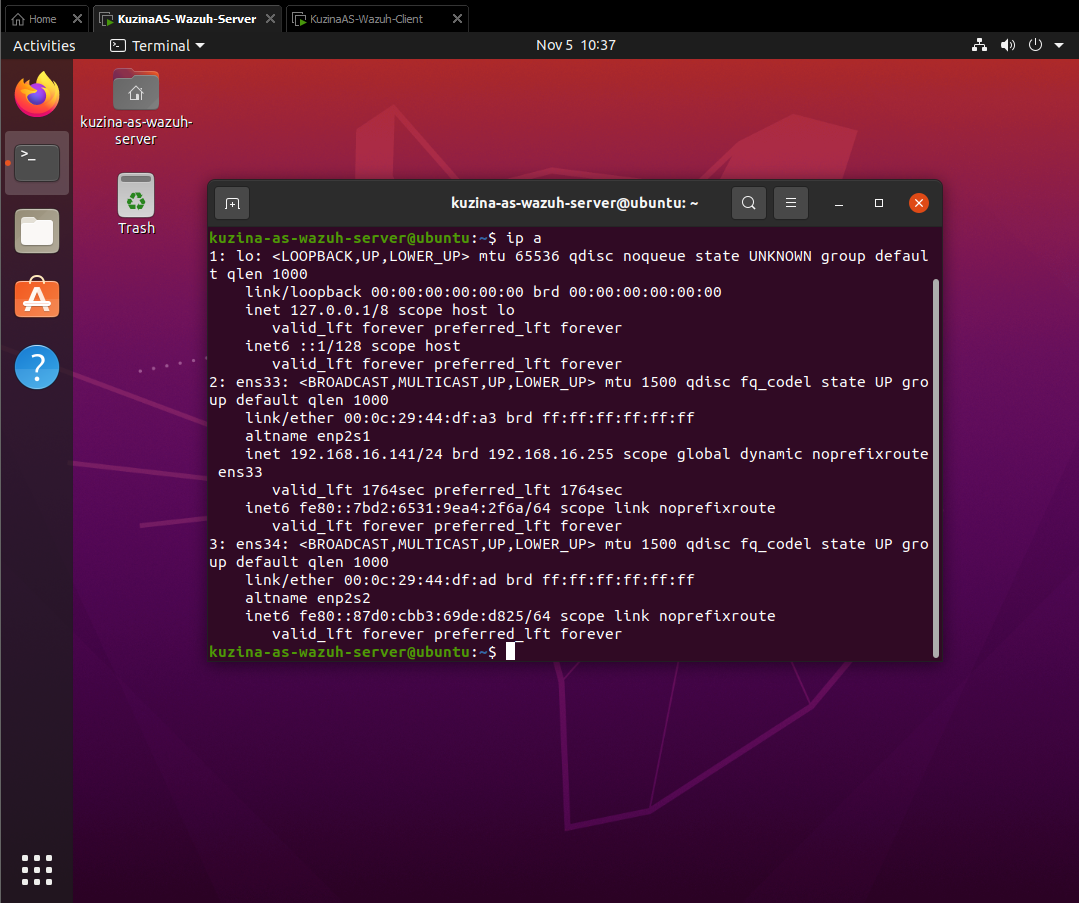 Home
KuzinaAS-Wazuh-Server
KuzinaAS-Wazuh-Client
Activities
Terminal
Nov 5 10:37
kuzina-as-wazuh-
server
Trash
kuzina-as-wazuh-server@ubuntu: ~
kuzina-as-wazuh-server@ubuntu:~$ ip a
1: lo: <LOOPBACK,UP,LOWER_UP> mtu 65536 qdisc noqueue state UNKNOWN group defaul
t qlen 1000
    link/loopback 00:00:00:00:00:00 brd 00:00:00:00:00:00
    inet 127.0.0.1/8 scope host lo
       valid_lft forever preferred_lft forever
    inet6 ::1/128 scope host
       valid_lft forever preferred_lft forever
2: ens33: <BROADCAST,MULTICAST,UP,LOWER_UP> mtu 1500 qdisc fq_codel state UP gro
up default qlen 1000
    link/ether 00:0c:29:44:df:a3 brd ff:ff:ff:ff:ff:ff
    altname enp2s1
    inet 192.168.16.141/24 brd 192.168.16.255 scope global dynamic noprefixroute
 ens33
       valid_lft 1764sec preferred_lft 1764sec
    inet6 fe80::7bd2:6531:9ea4:2f6a/64 scope link noprefixroute
       valid_lft forever preferred_lft forever
3: ens34: <BROADCAST,MULTICAST,UP,LOWER_UP> mtu 1500 qdisc fq_codel state UP gro
up default qlen 1000
    link/ether 00:0c:29:44:df:ad brd ff:ff:ff:ff:ff:ff
    altname enp2s2
    inet6 fe80::87d0:cbb3:69de:d825/64 scope link noprefixroute
       valid_lft forever preferred_lft forever
kuzina-as-wazuh-server@ubuntu:~$